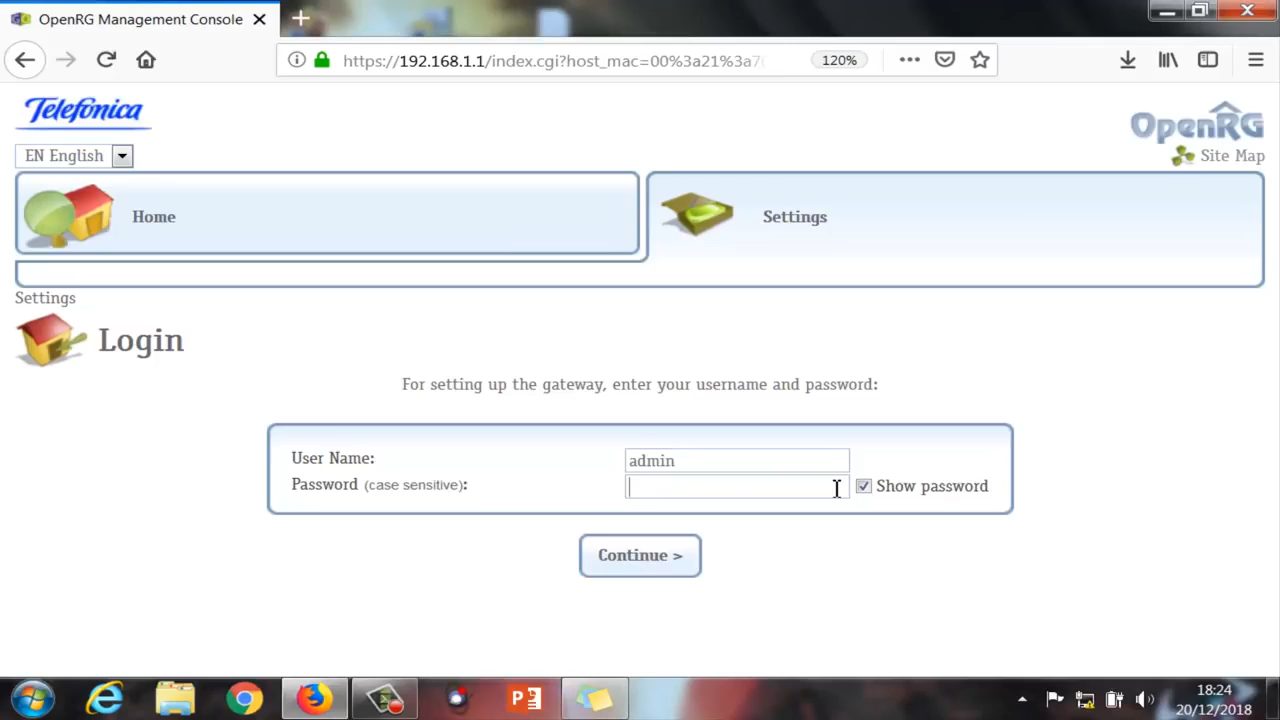 OpenRG Management Console
https://192.168.1.1/index.cgi?host_mac=00%3a21%3a7(
120%
Telefónica
OpenRG
EN English
Site Map
Home
Settings
Settings
Login
For setting up the gateway, enter your username and password:
User Name:
admin
Password (case sensitive):
Show password
Continue >
18:24
20/12/2018